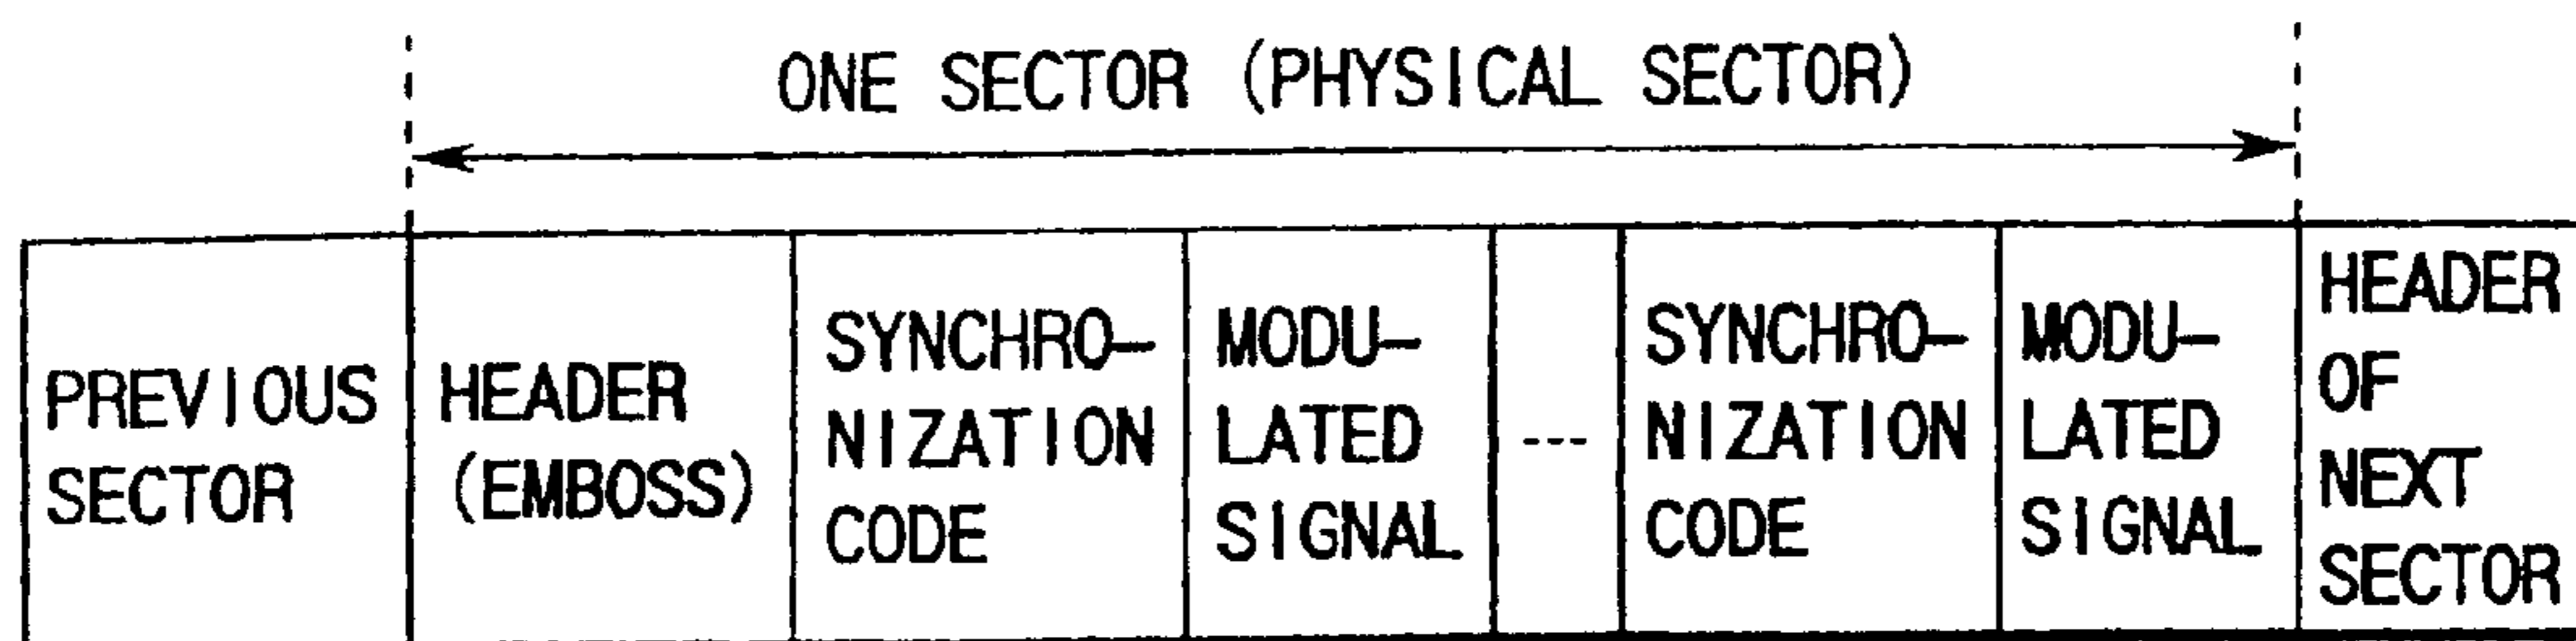 ONE SECTOR (PHYSICAL SECTOR)
PREVIOUS
SECTOR
HEADER
(EMBOSS)
SYNCHRO-
NIZATION
CODE
MODU-
LATED
SIGNAL
---
SYNCHRO-
NIZATION
CODE
MODU-
LATED
SIGNAL
HEADER
OF
NEXT
SECTOR